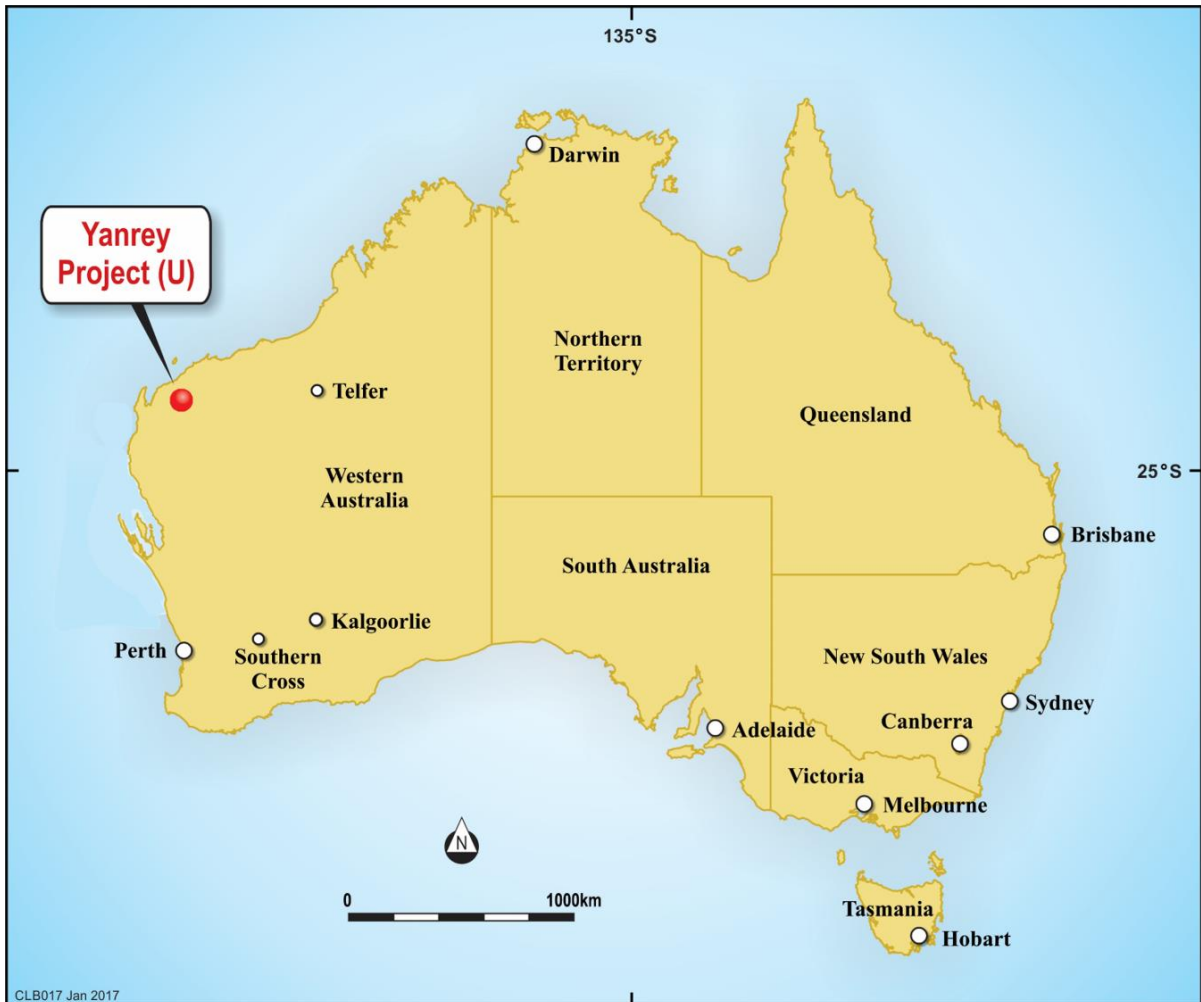 135°S
Darwin
Yanrey
Project (U)
Northern
Territory
Telfer
Queensland
Western
Australia
25°S
Brisbane
South Australia
Kalgoorlie
Perth
Southern
Cross
New South Wales
Sydney
Canberra
Adelaide
Victoria
Melbourne
N
0 1000km
Tasmania
Hobart
CLB017 Jan 2017